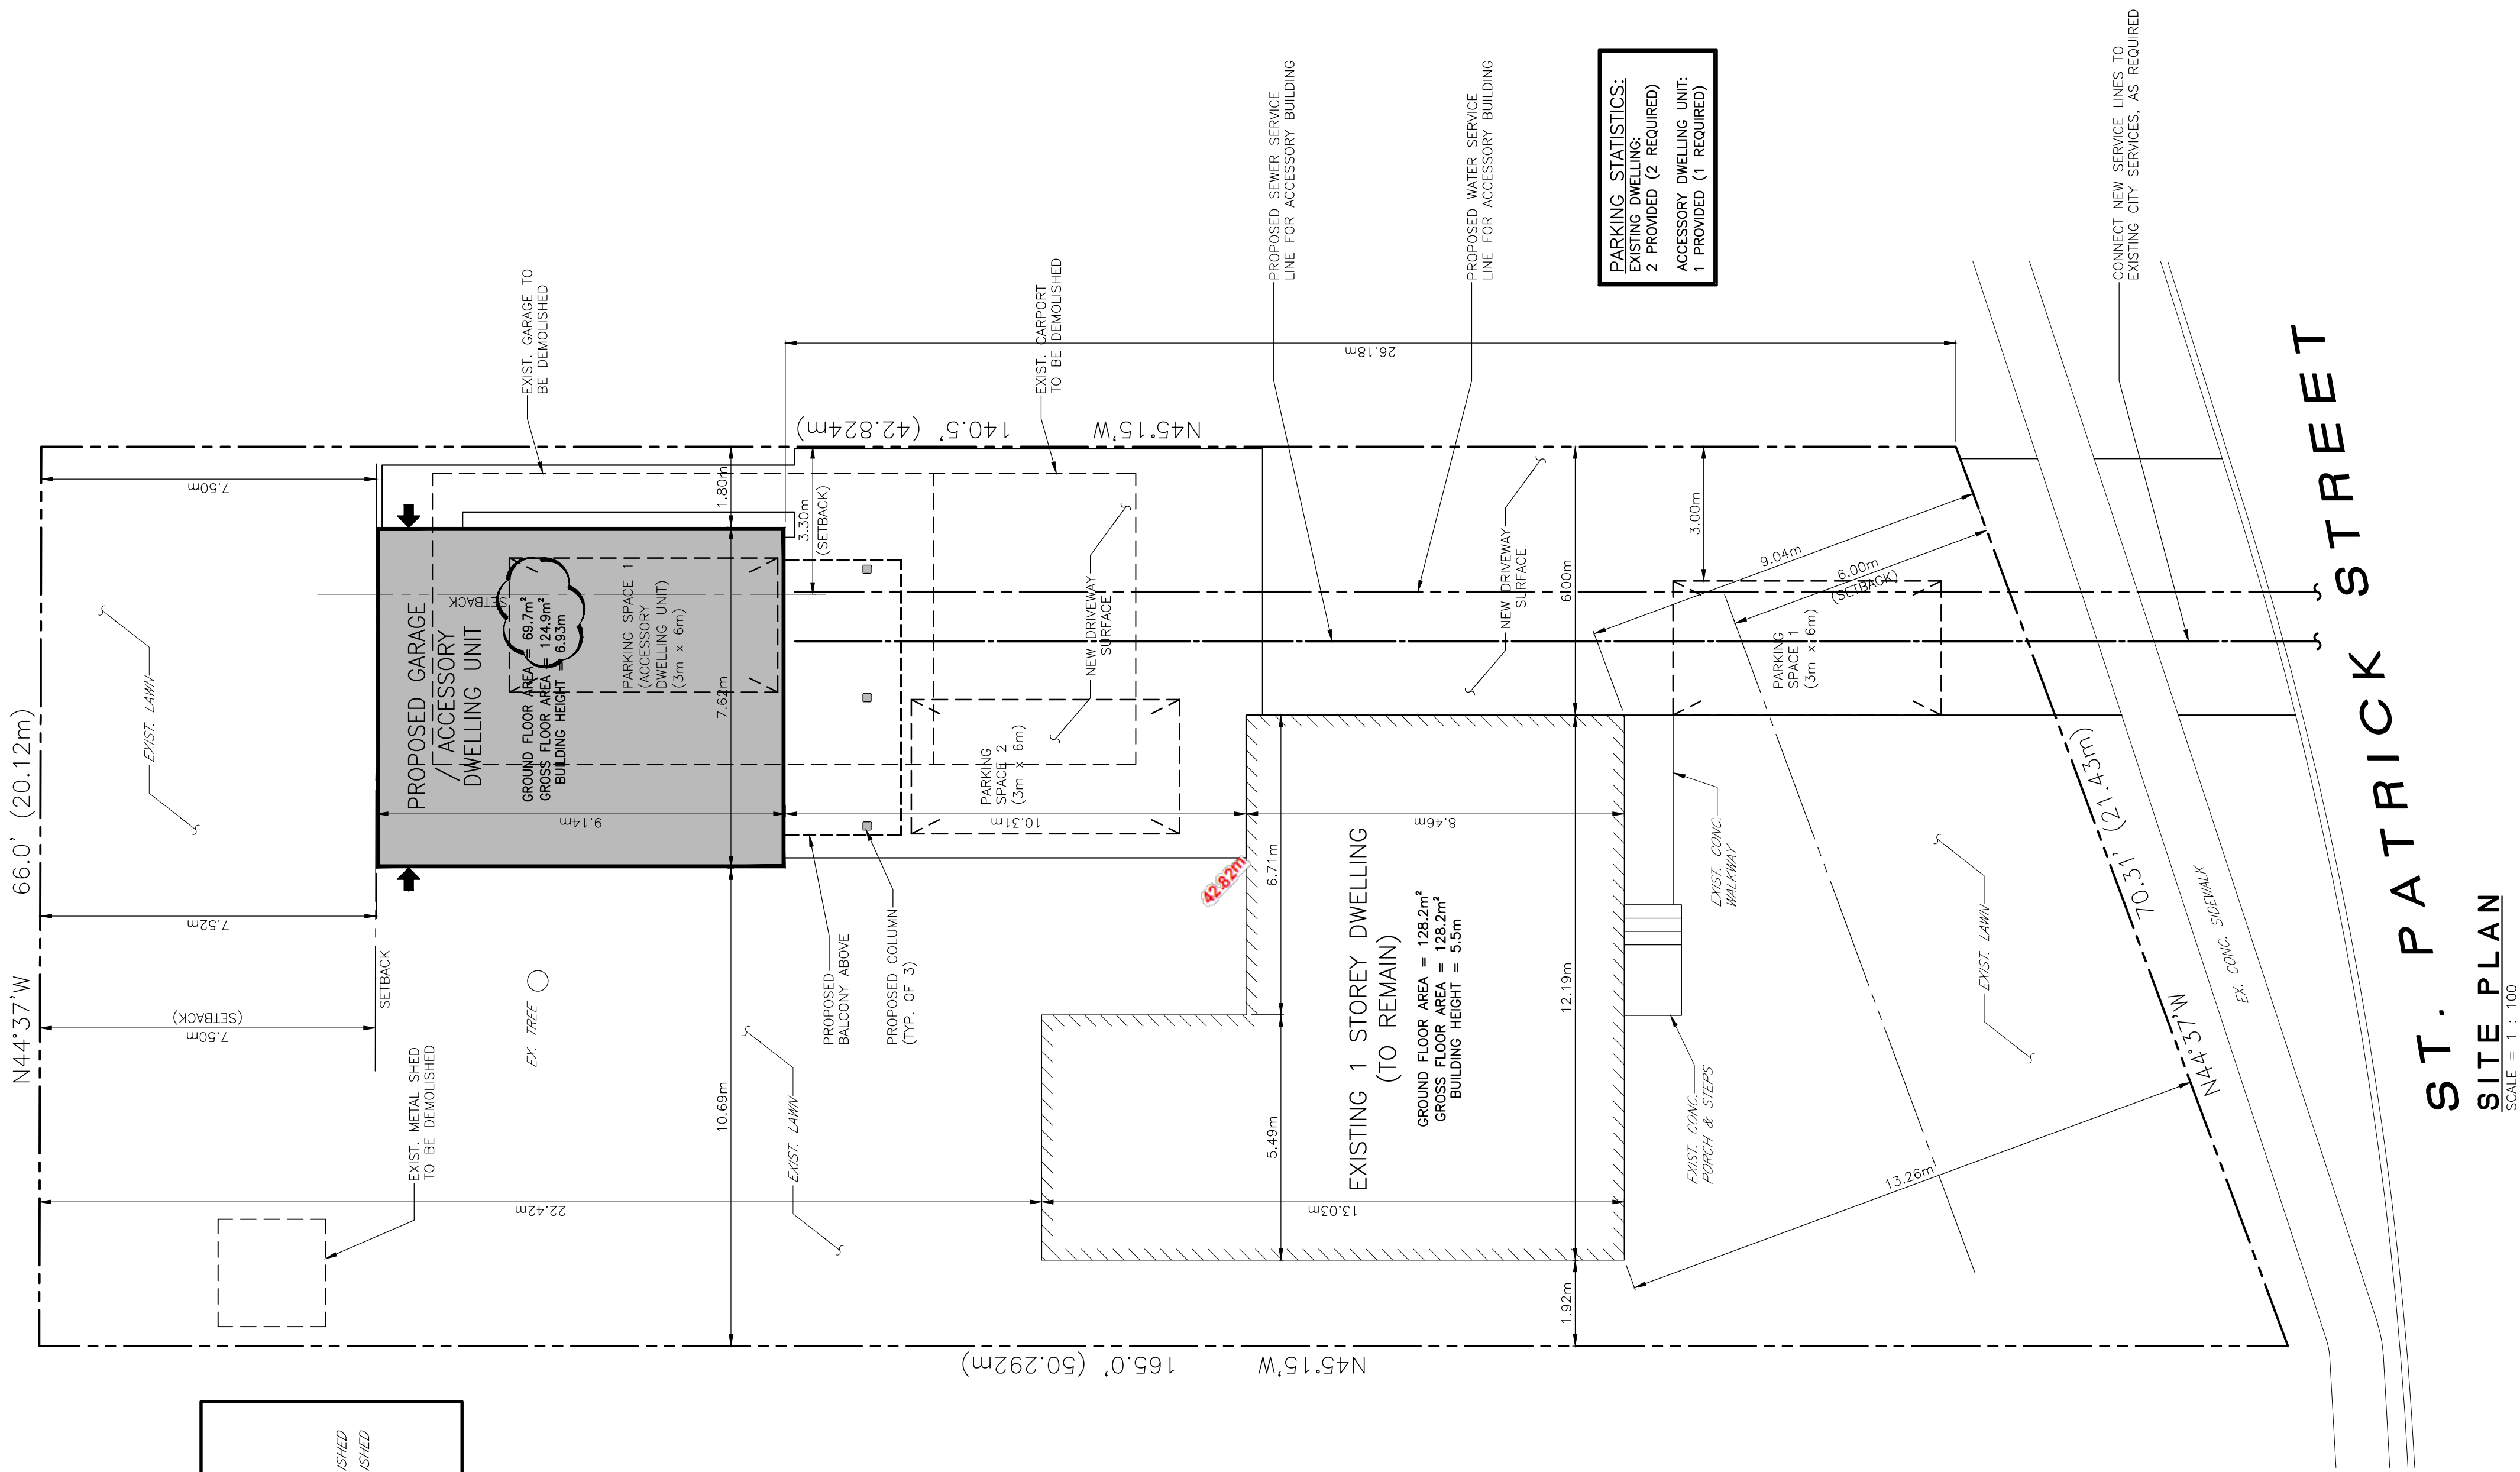 N44°37'W 66.0' (20.12m)
7.50m
(SETBACK)
7.52m
7.50m
SETBACK
EXIST. LAWN
EXIST. METAL SHED
TO BE DEMOLISHED
EX. TREE
10.69m
22.42m
EXIST. LAWN
PROPOSED GARAGE
/ ACCESSORY
DWELLING UNIT
GROUND FLOOR AREA = 69.7m²
GROSS FLOOR AREA = 124.9m²
BUILDING HEIGHT = 6.93m
SETBACK
PARKING SPACE 1
(ACCESSORY
DWELLING UNIT)
(3m x 6m)
7.62m
9.14m
1.80m
3.30m
(SETBACK)
EXIST. GARAGE TO
BE DEMOLISHED
N45°15'W 140.5' (42.824m)
26.18m
EXIST. CARPORT
TO BE DEMOLISHED
PROPOSED
BALCONY ABOVE
PROPOSED COLUMN
(TYP. OF 3)
PARKING
SPACE 2
(3m x 6m)
10.31m
NEW DRIVEWAY
SURFACE
42.82m
6.71m
5.49m
8.46m
13.03m
EXISTING 1 STOREY DWELLING
(TO REMAIN)
GROUND FLOOR AREA = 128.2m²
GROSS FLOOR AREA = 128.2m²
BUILDING HEIGHT = 5.5m
12.19m
1.92m
6.00m
NEW DRIVEWAY
SURFACE
PROPOSED SEWER SERVICE
LINE FOR ACCESSORY BUILDING
PROPOSED WATER SERVICE
LINE FOR ACCESSORY BUILDING
PARKING STATISTICS:
EXISTING DWELLING:
2 PROVIDED (2 REQUIRED)
ACCESSORY DWELLING UNIT:
1 PROVIDED (1 REQUIRED)
3.00m
9.04m
6.00m
(SETBACK)
PARKING
SPACE 1
(3m x 6m)
EXIST. CONC.
WALKWAY
EXIST. CONC.
PORCH & STEPS
EXIST. LAWN
13.26m
N45°15'W 165.0' (50.292m)
N44°37'W 70.31' (21.43m)
EX. CONC. SIDEWALK
CONNECT NEW SERVICE LINES TO
EXISTING CITY SERVICES, AS REQUIRED
ST. PATRICK STREET
SITE PLAN
SCALE = 1 : 100
ISHED
ISHED